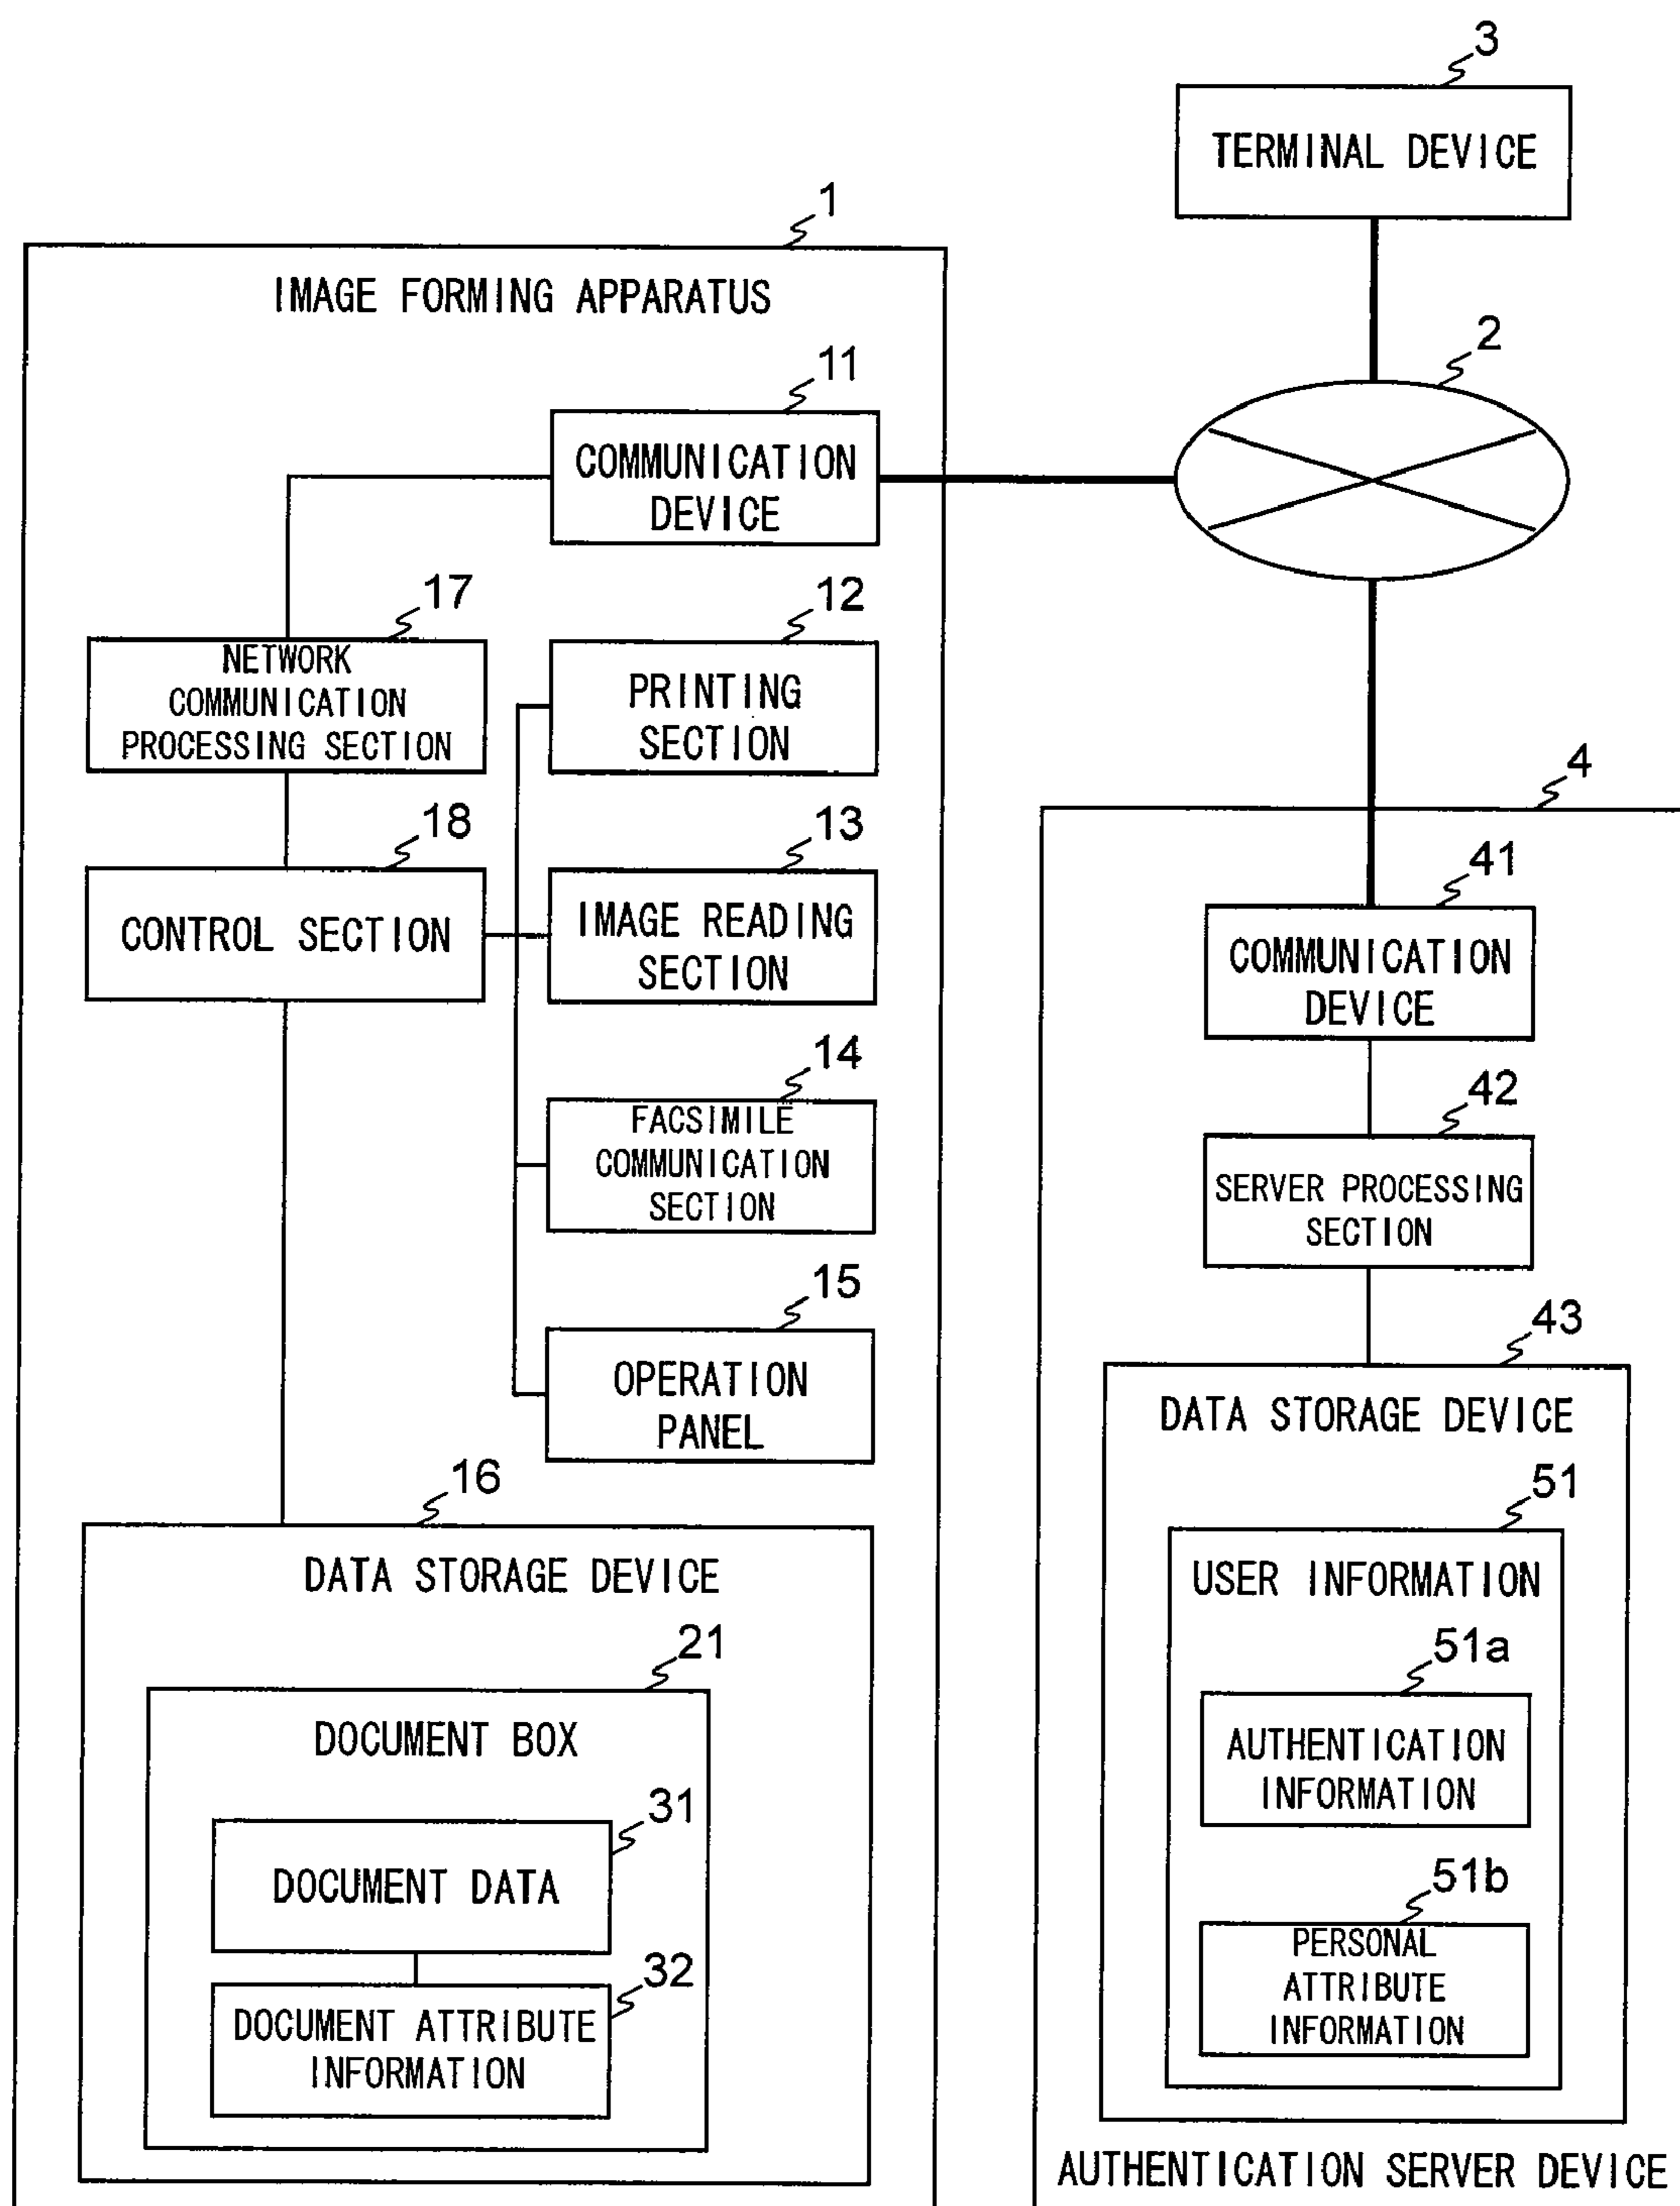 3
TERMINAL DEVICE
1
IMAGE FORMING APPARATUS
2
11
COMMUNICATION
DEVICE
17
NETWORK
COMMUNICATION
PROCESSING SECTION
12
PRINTING
SECTION
18
CONTROL SECTION
13
IMAGE READING
SECTION
14
FACSIMILE
COMMUNICATION
SECTION
15
OPERATION
PANEL
16
DATA STORAGE DEVICE
21
DOCUMENT BOX
31
DOCUMENT DATA
32
DOCUMENT ATTRIBUTE
INFORMATION
4
41
COMMUNICATION
DEVICE
42
SERVER PROCESSING
SECTION
43
DATA STORAGE DEVICE
51
USER INFORMATION
51a
AUTHENTICATION
INFORMATION
51b
PERSONAL
ATTRIBUTE
INFORMATION
AUTHENTICATION SERVER DEVICE